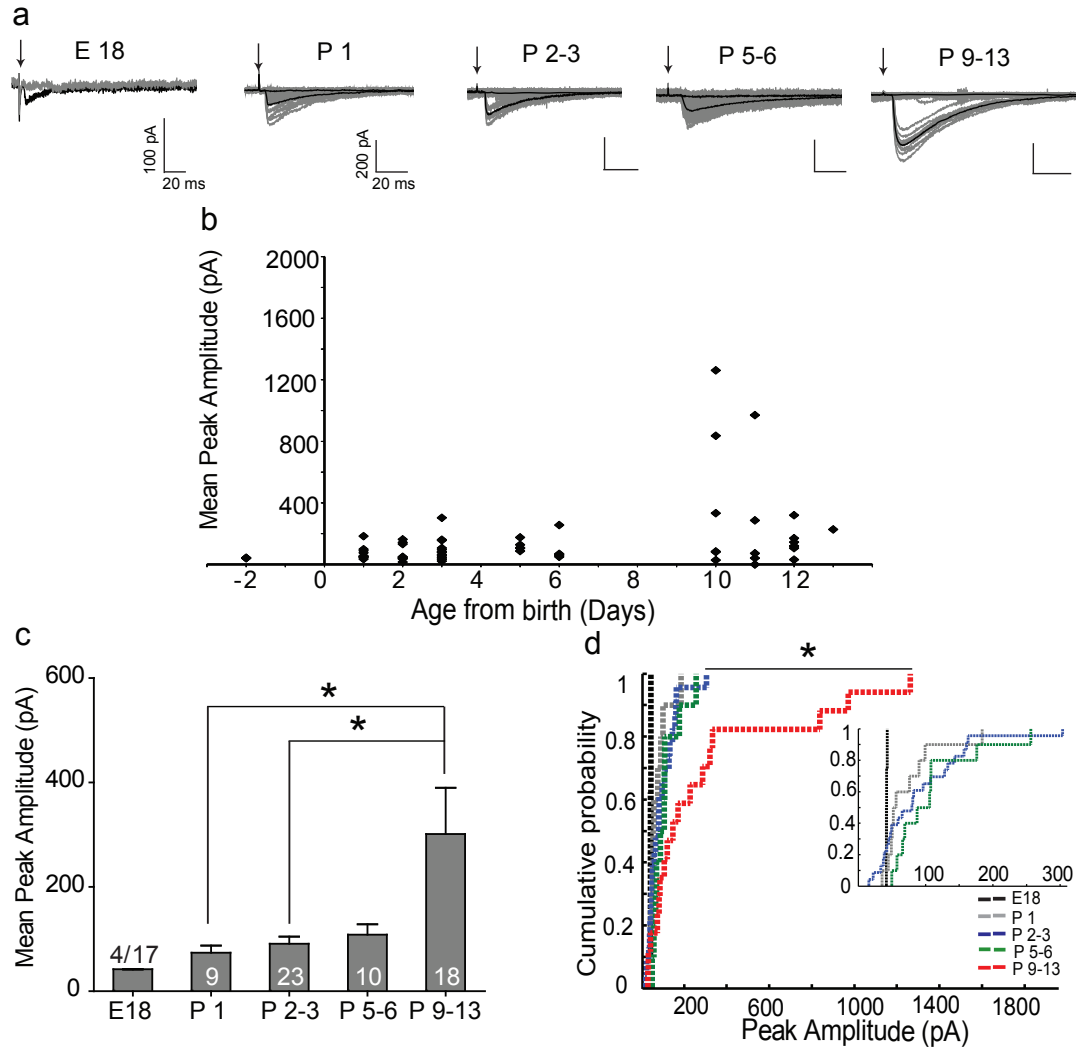 a
E 18
P 1
P 2-3
P 5-6
P 9-13
100 pA
20 ms
200 pA
20 ms
b
Mean Peak Amplitude (pA)
2000
1600
1200
800
400
-2 0 2 4 6 8 10 12
Age from birth (Days)
c
Mean Peak Amplitude (pA)
600
400
200
0
*
*
4/17
9
23
10
18
E18 P 1 P 2-3 P 5-6 P 9-13
d
*
Cumulative probability
1
0.8
0.6
0.4
0.2
0
200 600 1000 1400 1800
Peak Amplitude (pA)
1
0.8
0.6
0.4
0.2
0
100 200 300
E18
P 1
P 2-3
P 5-6
P 9-13